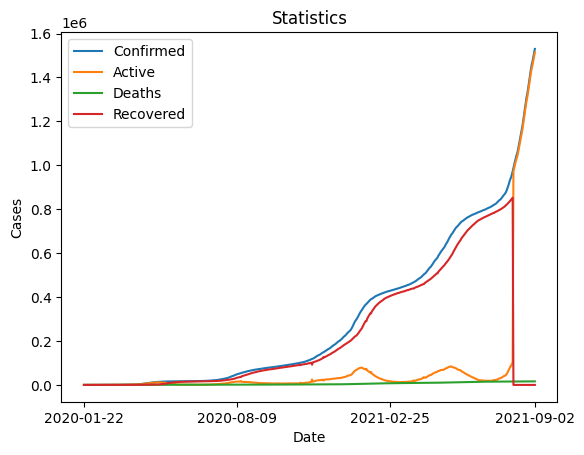 Statistics
1e6
1.6
1.4
1.2
1.0
0.8
0.6
0.4
0.2
0.0
Cases
Confirmed
Active
Deaths
Recovered
2020-01-22
2020-08-09
2021-02-25
2021-09-02
Date